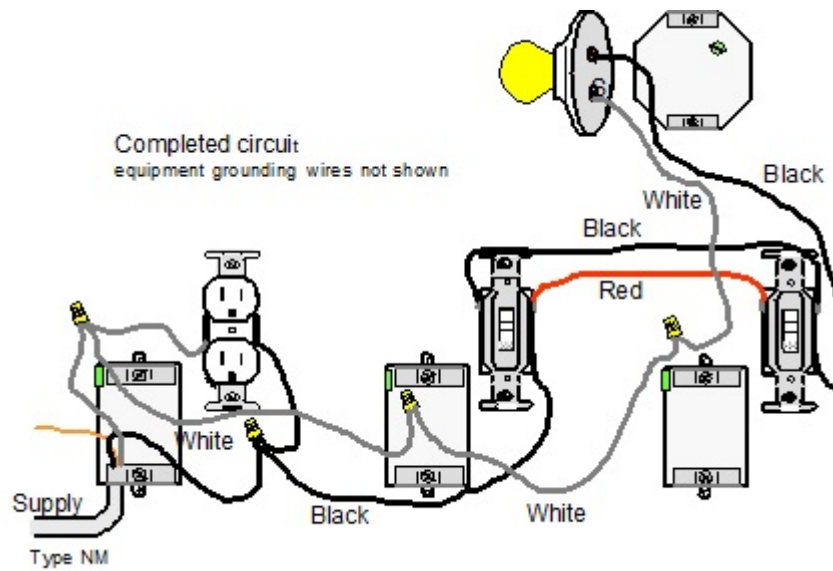 Completed circuit
equipment grounding wires not shown
Black
White
Black
Red
White
Supply
Black
White
Type NM